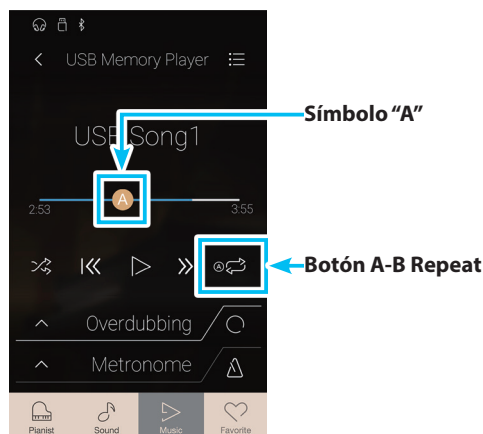 USB Memory Player
Símbolo “A”
USB Song1
A
2:53
3:55
A
Botón A-B Repeat
Overdubbing
Metronome
Pianist
Sound
Music
Favorite